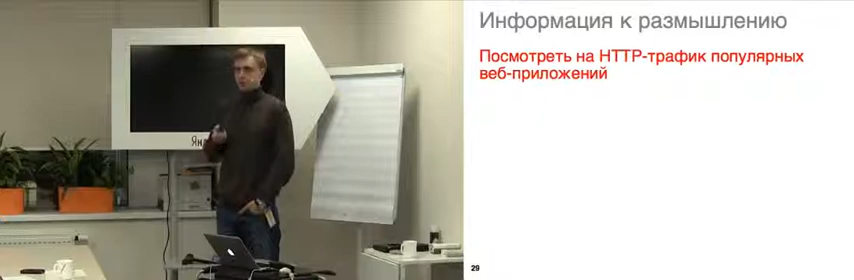 Информация к размышлению
Посмотреть на HTTP-трафик популярных
веб-приложений
29